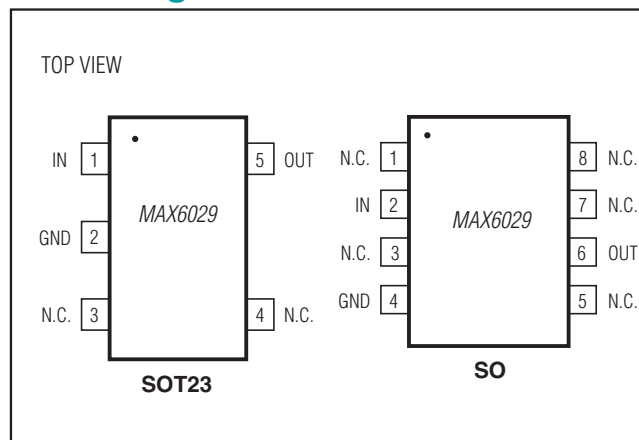 TOP VIEW
IN 1
5 OUT
MAX6029
GND 2
N.C. 3
4 N.C.
SOT23
N.C. 1
8 N.C.
IN 2
7 N.C.
MAX6029
N.C. 3
6 OUT
GND 4
5 N.C.
SO